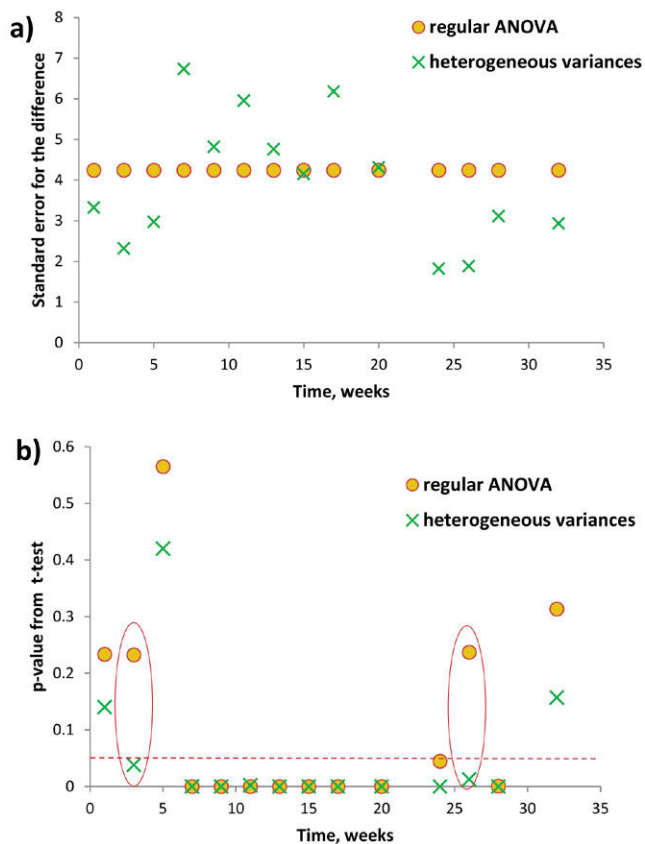 a)
8
7
6
5
4
3
2
1
0
Standard error for the difference
regular ANOVA
heterogeneous variances
0 5 10 15 20 25 30 35
Time, weeks
b)
0.6
0.5
0.4
0.3
0.2
0.1
0
p-value from t-test
regular ANOVA
heterogeneous variances
0 5 10 15 20 25 30 35
Time, weeks